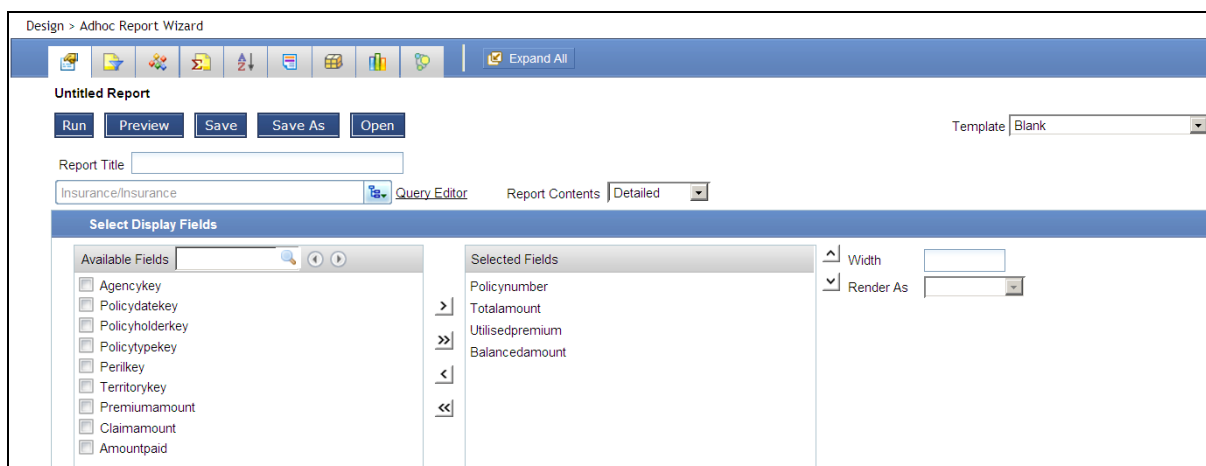 Design > Adhoc Report Wizard
Expand All
Untitled Report
Run Preview Save Save As Open
Template Blank
Report Title
Insurance/Insurance Query Editor Report Contents Detailed
Select Display Fields
Available Fields
Agencykey
Policydatekey
Policyholderkey
Policytypekey
Perilkey
Territorykey
Premiumamount
Claimamount
Amountpaid
>
>>
<
<<
Selected Fields
Policynumber
Totalamount
Utilisedpremium
Balancedamount
Width
Render As